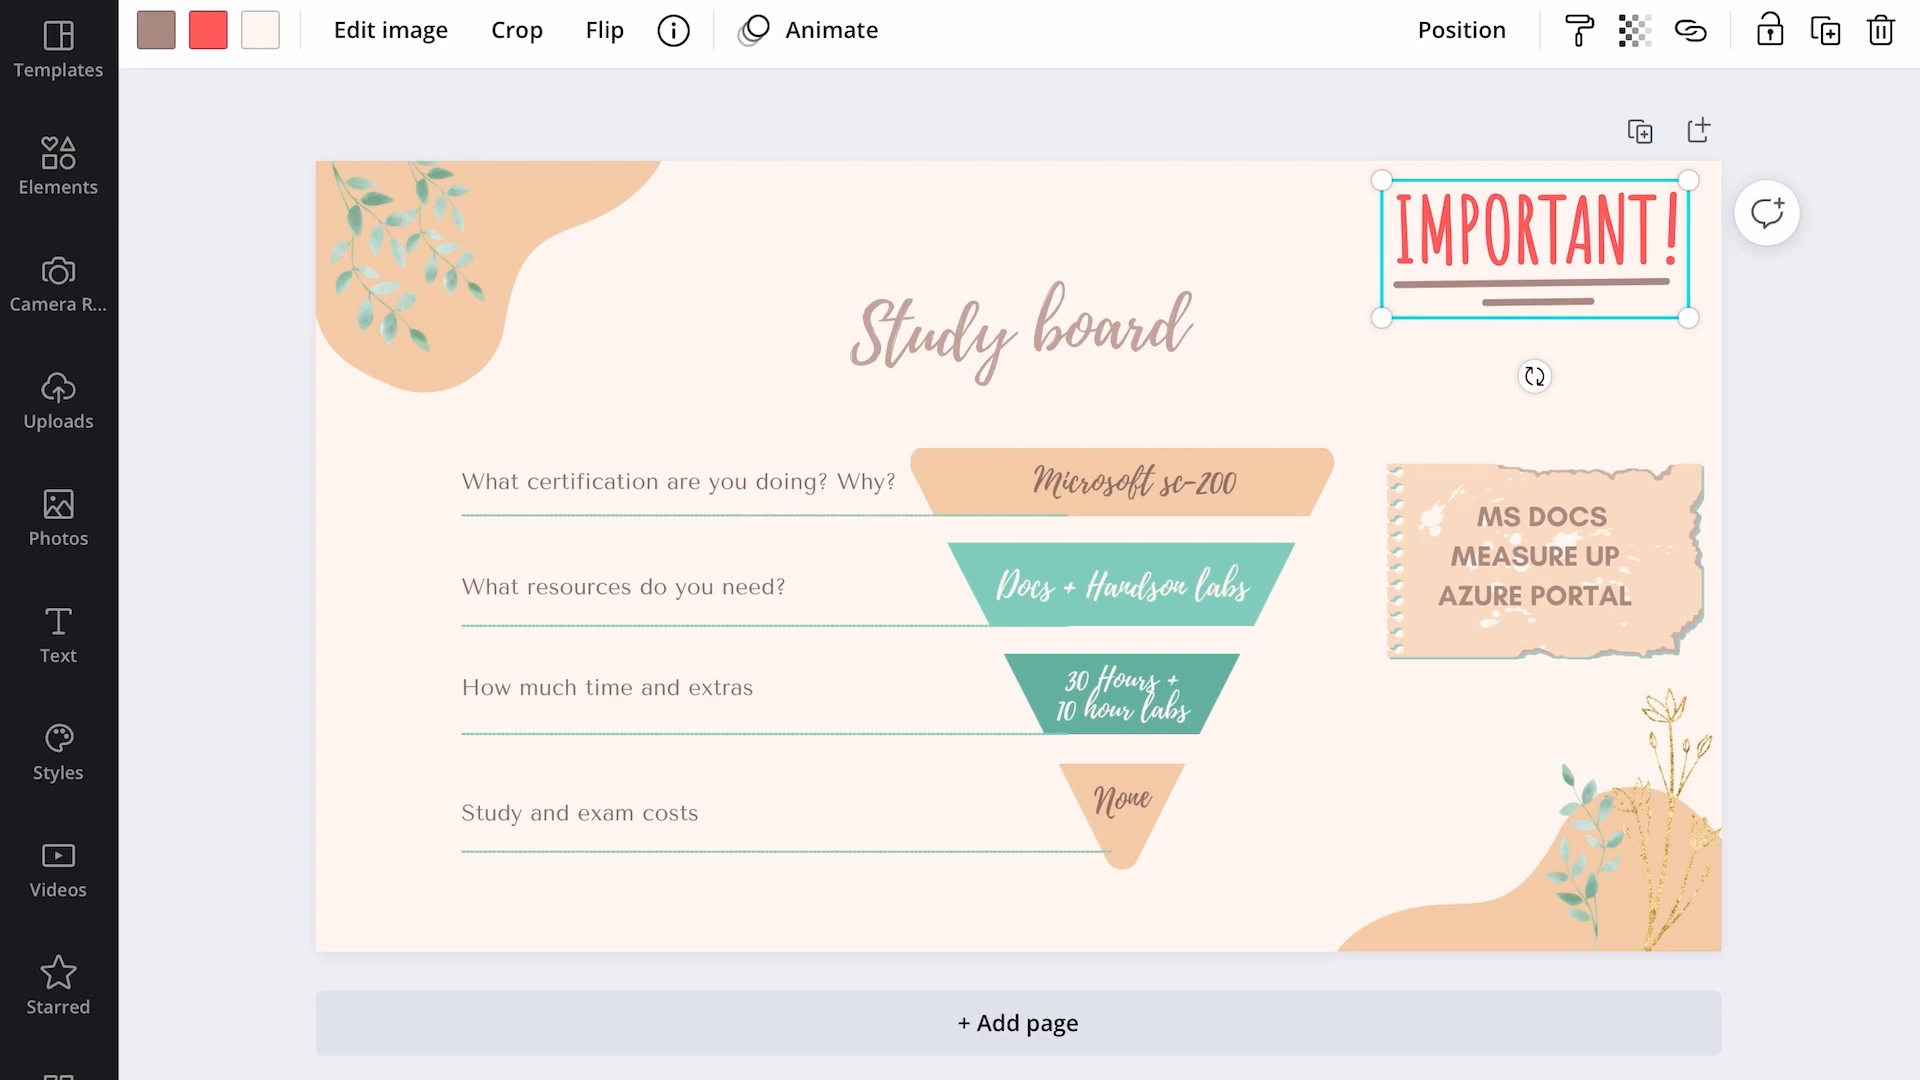 Edit image
Crop
Flip
Animate
Position
Templates
Elements
Camera R...
Uploads
Photos
Text
Styles
Videos
Starred
IMPORTANT!
Study board
What certification are you doing? Why?
Microsoft sc-200
What resources do you need?
Docs + Handson labs
How much time and extras
30 Hours +
10 hour labs
Study and exam costs
None
MS DOCS
MEASURE UP
AZURE PORTAL
+ Add page